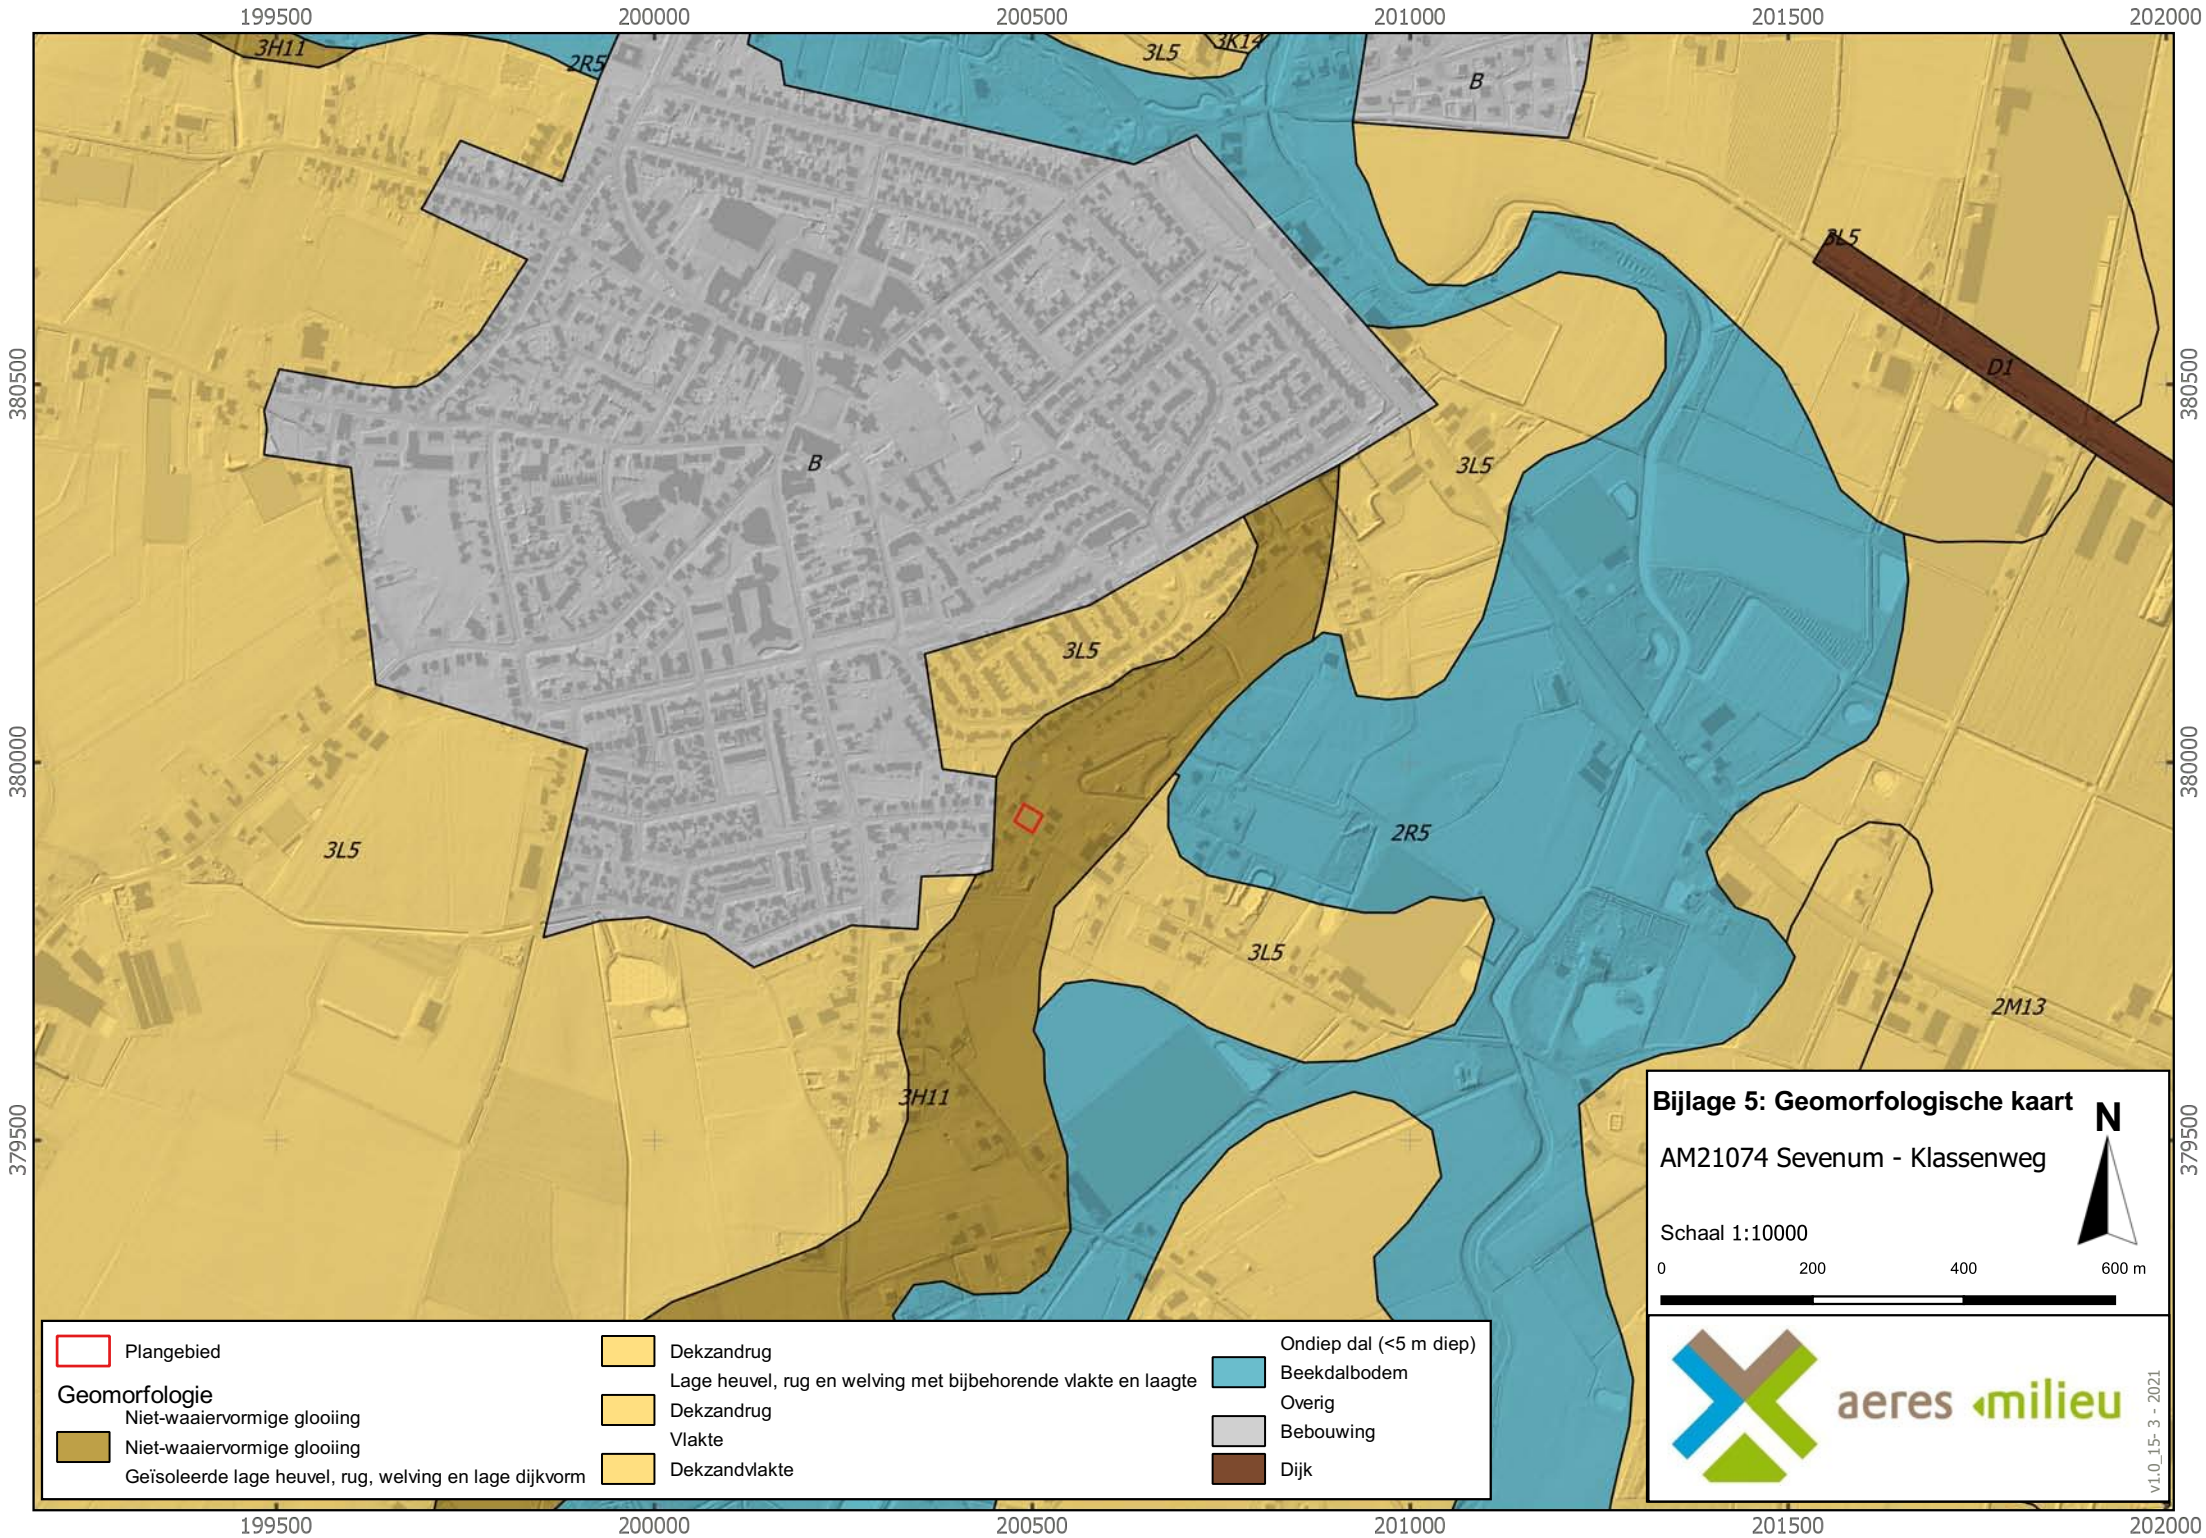 199500 200000 200500 201000 201500 202000
3H11
2R5
3L5
3K14
B
3L5
D1
380500
380500
B
3L5
3L5
380000
380000
2R5
3L5
3L5
2M13
3H11
379500
379500
Bijlage 5: Geomorfologische kaart
N
AM21074 Sevenum - Klassenweg
Schaal 1:10000
0 200 400 600 m
Plangebied
Geomorfologie
Niet-waaiervormige glooiing
Niet-waaiervormige glooiing
Geïsoleerde lage heuvel, rug, welving en lage dijkvorm
Dekzandrug
Lage heuvel, rug en welving met bijbehorende vlakte en laagte
Dekzandrug
Vlakte
Dekzandvlakte
Ondiep dal (<5 m diep)
Beekdalbodem
Overig
Bebouwing
Dijk
aeres milieu
v1.0_15- 3 - 2021
199500 200000 200500 201000 201500 202000